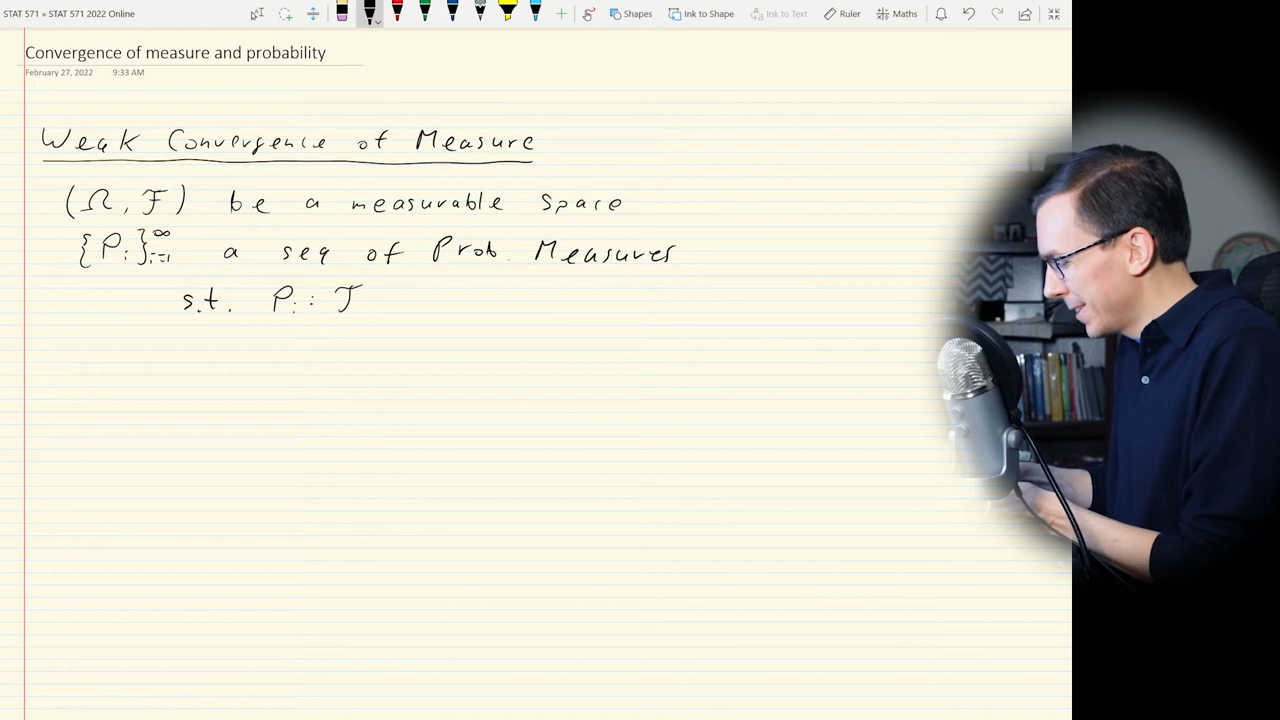 STAT 571 » STAT 571 2022 Online
Shapes Ink to Shape Ink to Text Ruler Maths
Convergence of measure and probability
February 27, 2022 9:33 AM
Weak Convergence of Measure
(Ω, ℱ) be a measurable space
{Pᵢ}ᵢ₌₁^∞ a seq of Prob. Measures
s.t. Pᵢ : ℱ